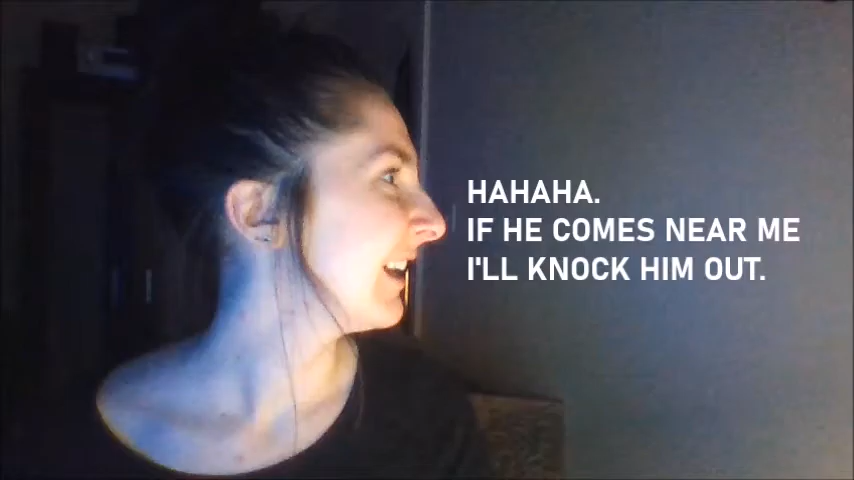 HAHAHA.
IF HE COMES NEAR ME
I'LL KNOCK HIM OUT.